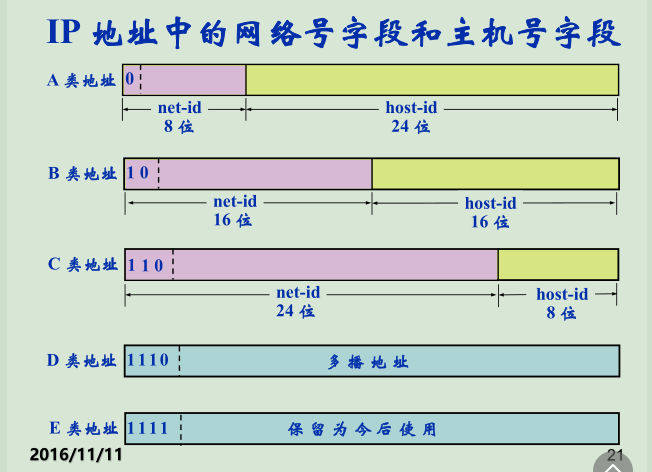 IP 地址中的网络号字段和主机号字段
A 类地址 0
net-id host-id
8 位 24 位
B 类地址 1 0
net-id host-id
16 位 16 位
C 类地址 1 1 0
net-id host-id
24 位 8 位
D 类地址 1110 多播地址
E 类地址 1111 保留为今后使用
2016/11/11 21